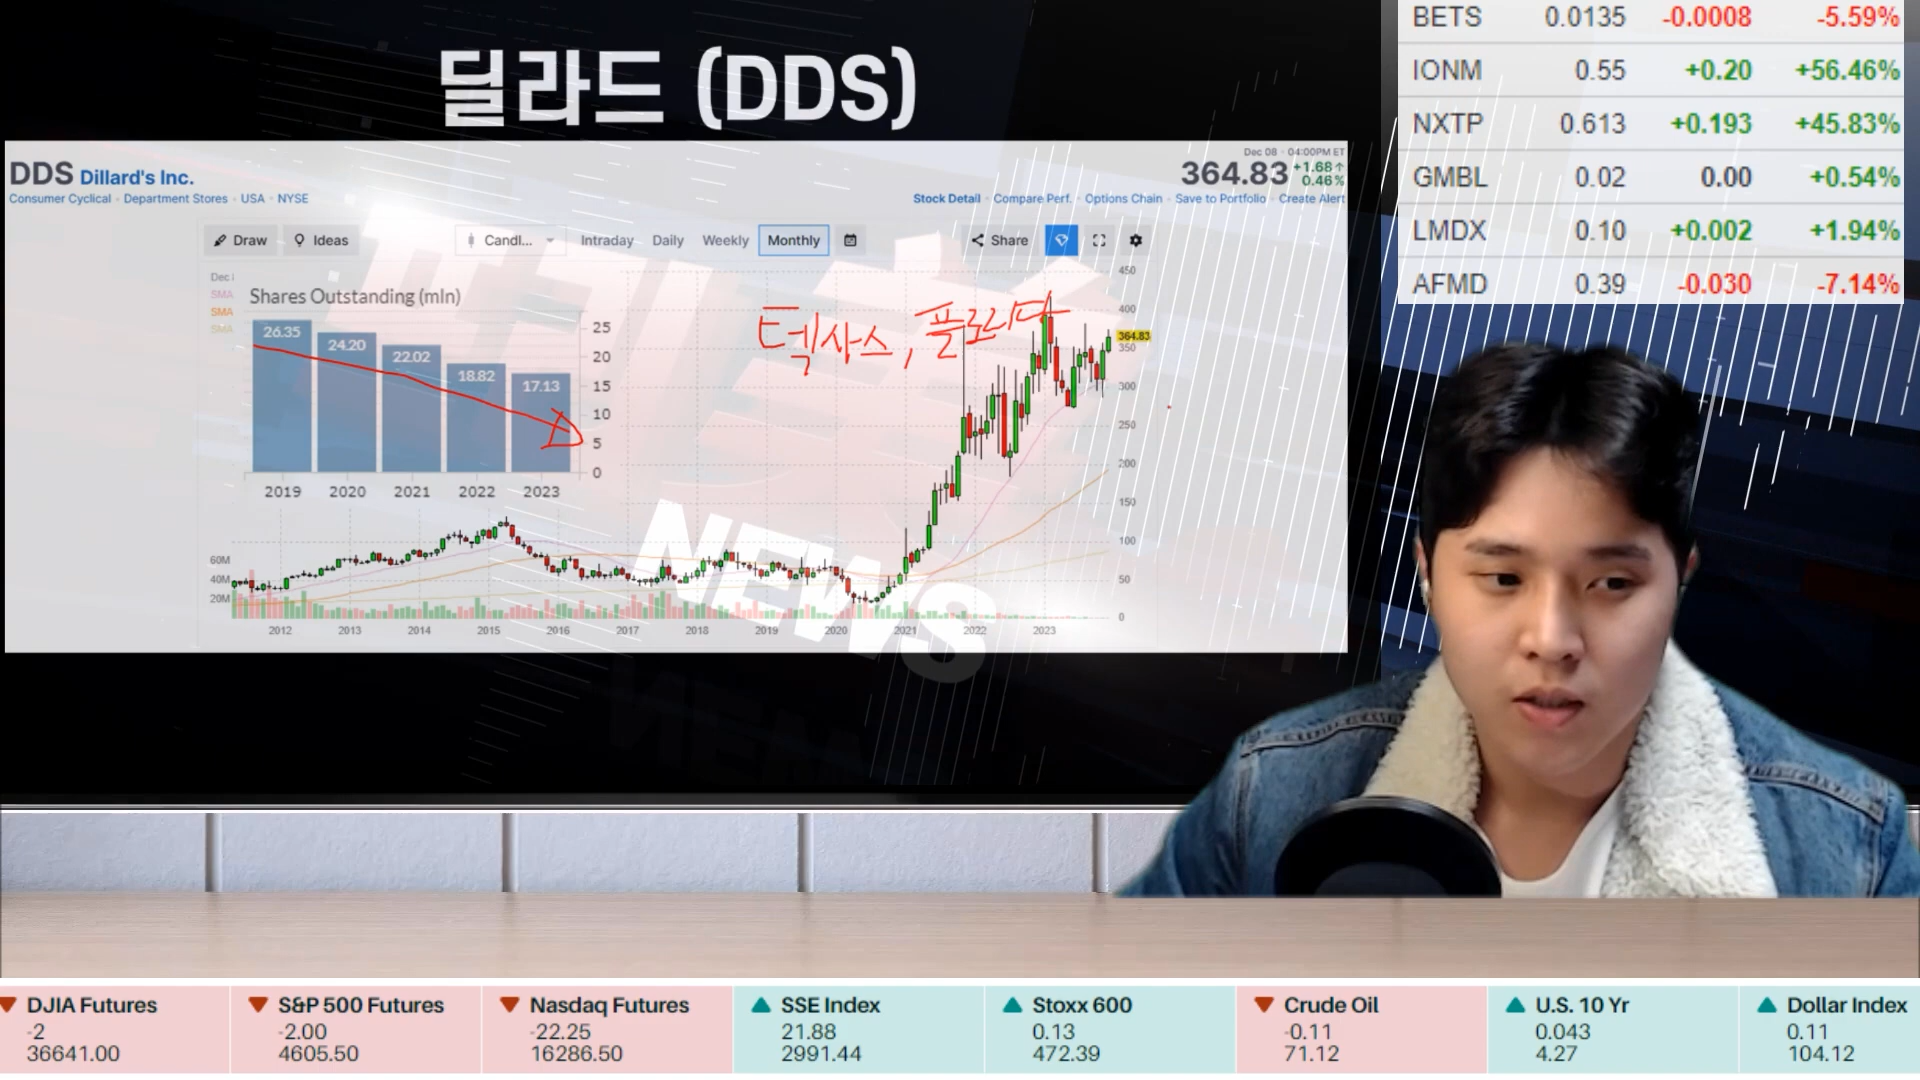 딜라드 (DDS)
BETS 0.0135 -0.0008 -5.59%
IONM 0.55 +0.20 +56.46%
NXTP 0.613 +0.193 +45.83%
GMBL 0.02 0.00 +0.54%
LMDX 0.10 +0.002 +1.94%
AFMD 0.39 -0.030 -7.14%
DDS Dillard's Inc.
Consumer Cyclical · Department Stores · USA · NYSE
Dec 08 · 04:00PM ET
364.83 +1.68↑
0.46%
Stock Detail · Compare Perf. · Options Chain · Save to Portfolio · Create Alert
Draw Ideas Candl... Intraday Daily Weekly Monthly Share
Dec
SMA
SMA
SMA
Shares Outstanding (mln)
26.35 24.20 22.02 18.82 17.13
25
20
15
10
5
0
2019 2020 2021 2022 2023
텍사스, 플로리다
450
400
364.83
350
300
250
200
150
100
50
0
60M
40M
20M
2012 2013 2014 2015 2016 2017 2018 2019 2020 2021 2022 2023
NEWS
DJIA Futures
-2
36641.00
S&P 500 Futures
-2.00
4605.50
Nasdaq Futures
-22.25
16286.50
SSE Index
21.88
2991.44
Stoxx 600
0.13
472.39
Crude Oil
-0.11
71.12
U.S. 10 Yr
0.043
4.27
Dollar Index
0.11
104.12